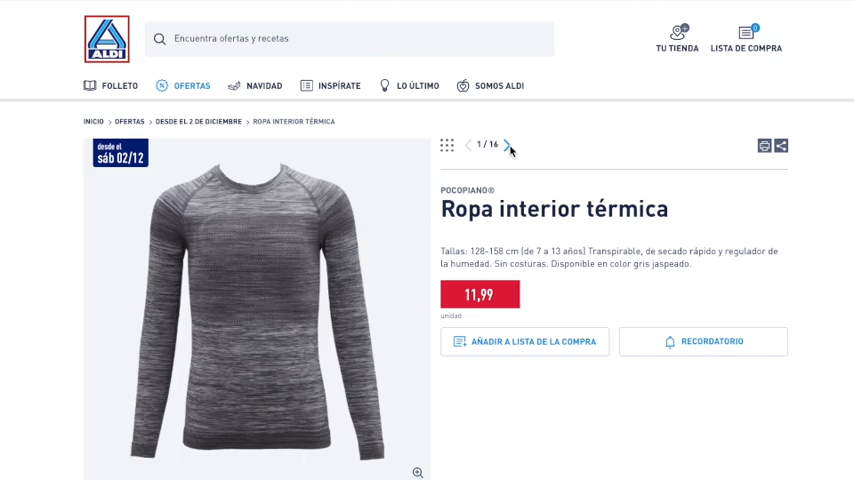 ALDI
Encuentra ofertas y recetas
TU TIENDA
0
LISTA DE COMPRA
FOLLETO
OFERTAS
NAVIDAD
INSPÍRATE
LO ÚLTIMO
SOMOS ALDI
INICIO > OFERTAS > DESDE EL 2 DE DICIEMBRE > ROPA INTERIOR TÉRMICA
desde el
sáb 02/12
1 / 16
POCOPIANO®
Ropa interior térmica
Tallas: 128-158 cm (de 7 a 13 años) Transpirable, de secado rápido y regulador de
la humedad. Sin costuras. Disponible en color gris jaspeado.
11,99
unidad
AÑADIR A LISTA DE LA COMPRA
RECORDATORIO